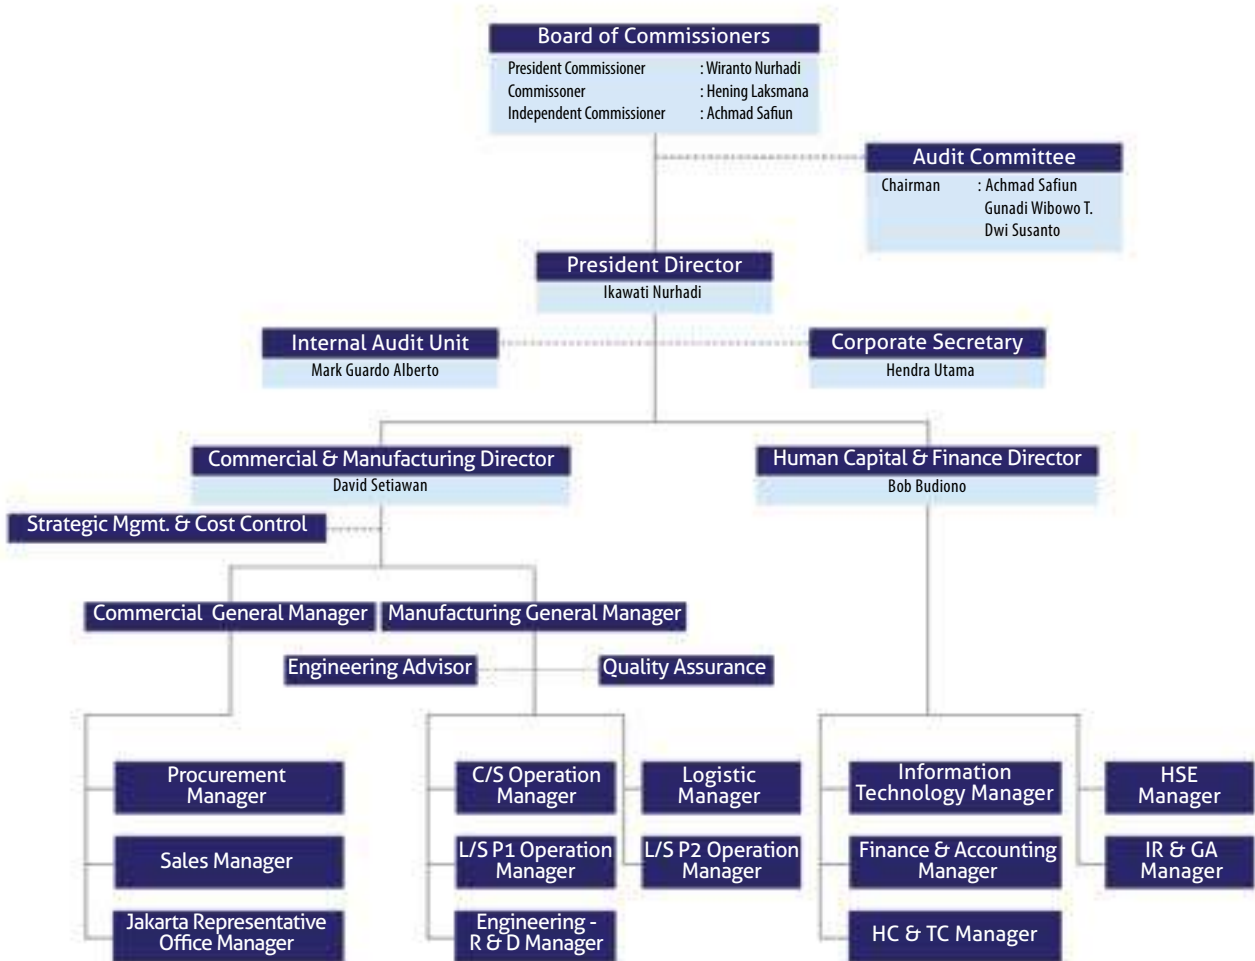 Board of Commissioners
President Commissioner : Wiranto Nurhadi
Commissoner : Hening Laksmana
Independent Commissioner : Achmad Safiun
Audit Committee
Chairman : Achmad Safiun
Gunadi Wibowo T.
Dwi Susanto
President Director
Ikawati Nurhadi
Internal Audit Unit
Mark Guardo Alberto
Corporate Secretary
Hendra Utama
Commercial & Manufacturing Director
David Setiawan
Human Capital & Finance Director
Bob Budiono
Strategic Mgmt. & Cost Control
Commercial General Manager
Manufacturing General Manager
Engineering Advisor
Quality Assurance
Procurement
Manager
C/S Operation
Manager
Logistic
Manager
Information
Technology Manager
HSE
Manager
Sales Manager
L/S P1 Operation
Manager
L/S P2 Operation
Manager
Finance & Accounting
Manager
IR & GA
Manager
Jakarta Representative
Office Manager
Engineering -
R & D Manager
HC & TC Manager